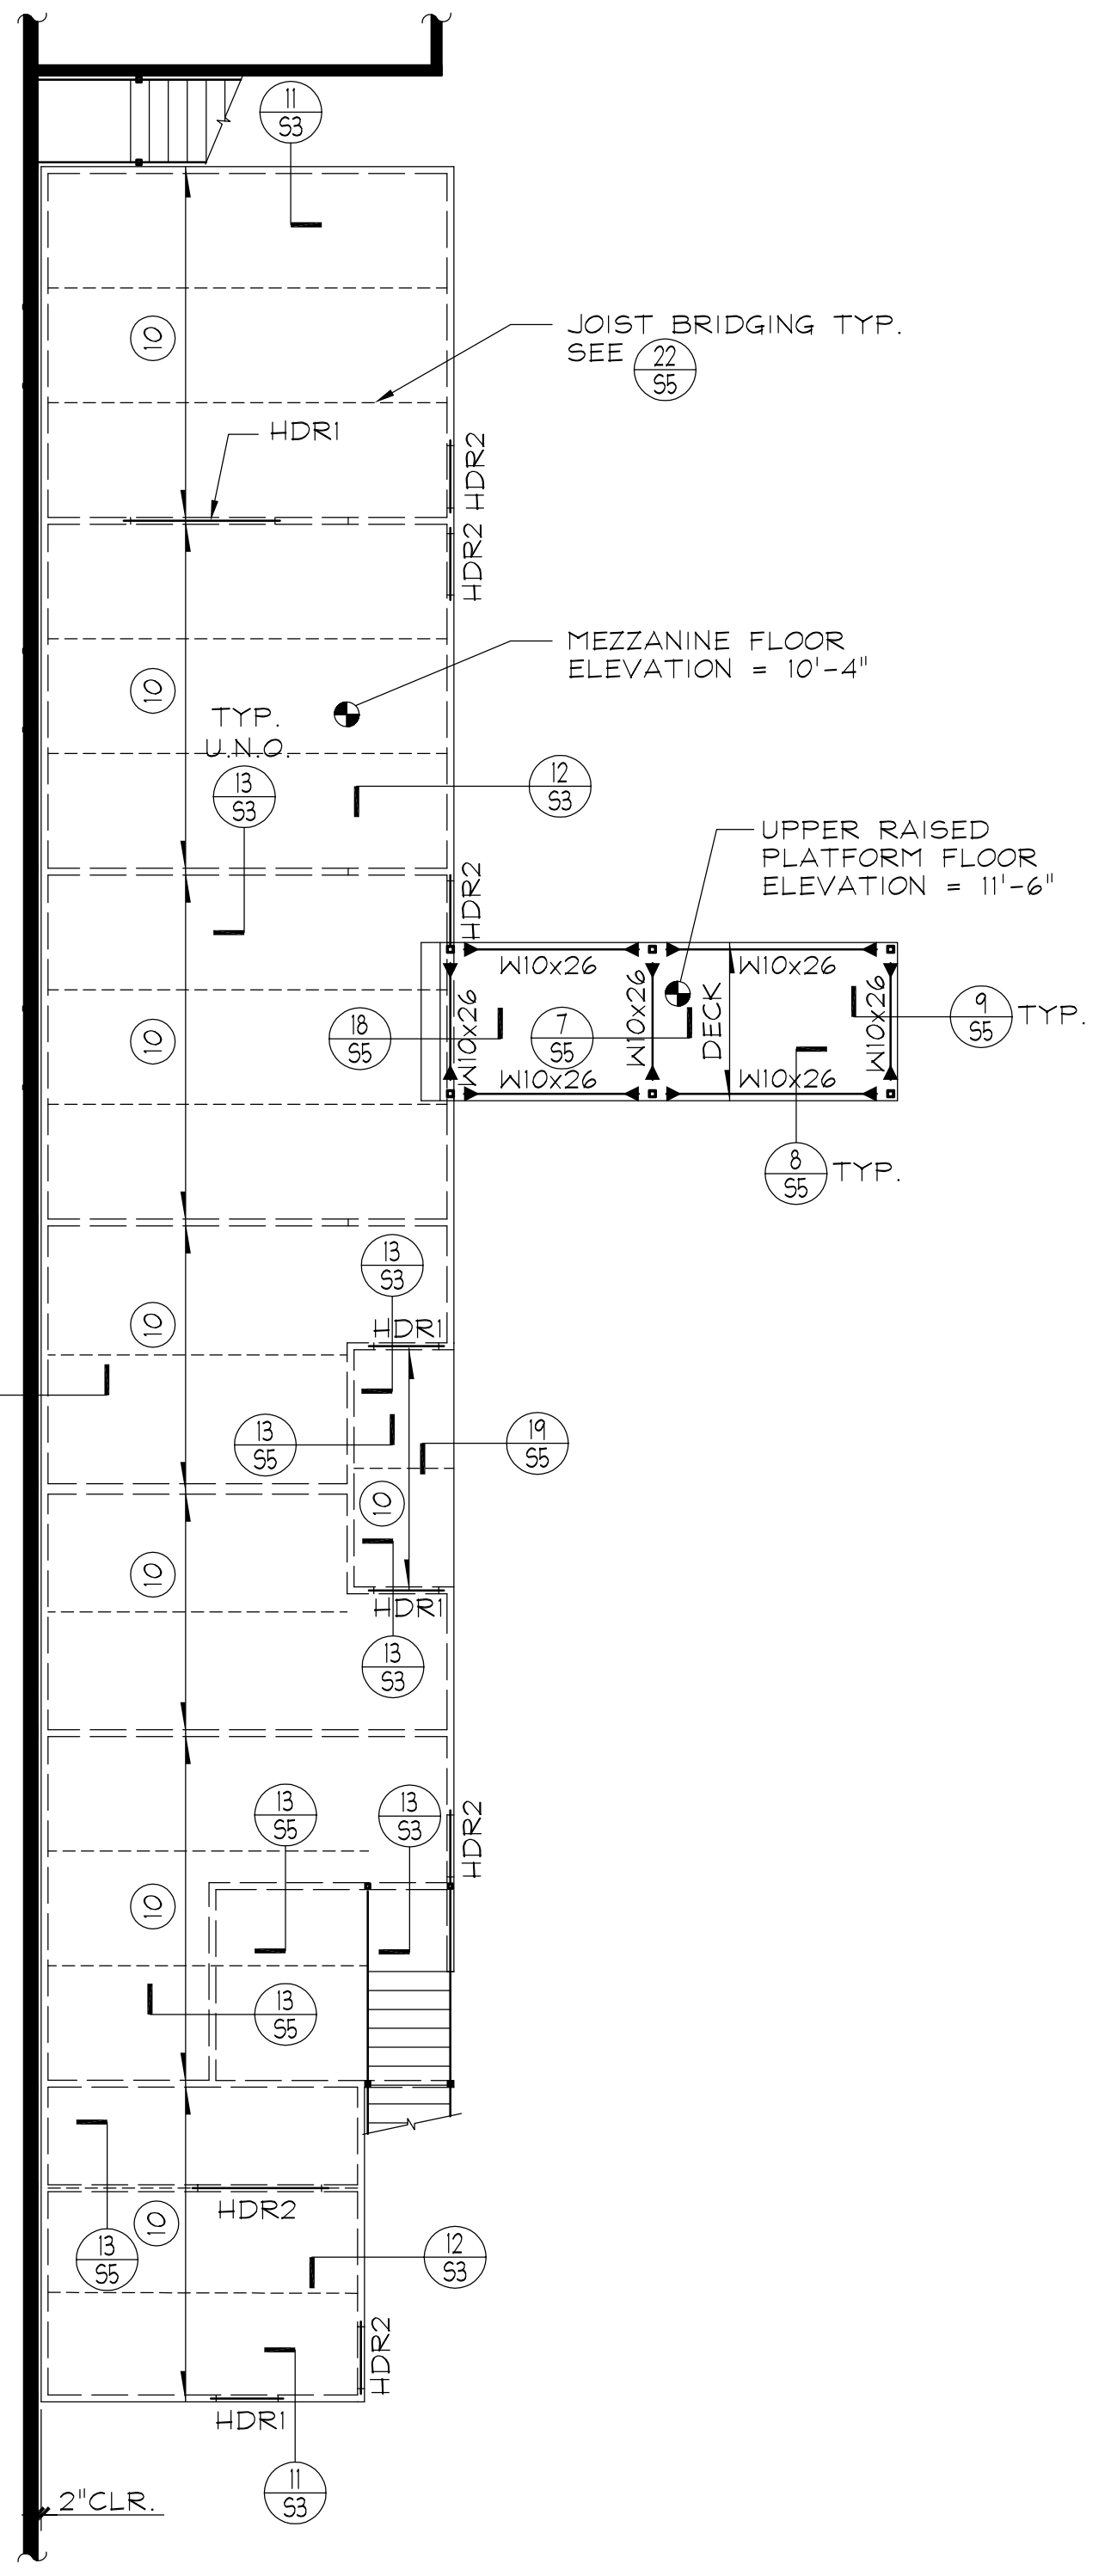 11
S3
10
JOIST BRIDGING TYP.
SEE 22
S5
HDR1
HDR2
HDR2
MEZZANINE FLOOR
ELEVATION = 10'-4"
10
TYP.
U.N.O.
13
S3
12
S3
UPPER RAISED
PLATFORM FLOOR
ELEVATION = 11'-6"
HDR2
W10x26
W10x26
W10x26
W10x26
DECK
W10x26
18
S5
7
S5
9
S5
TYP.
10
W10x26
W10x26
8
S5
TYP.
13
S3
10
HDR1
13
S5
19
S5
10
10
HDR1
13
S3
13
S5
13
S3
HDR2
10
13
S5
HDR2
10
13
S5
12
S3
HDR2
HDR1
11
S3
2"CLR.